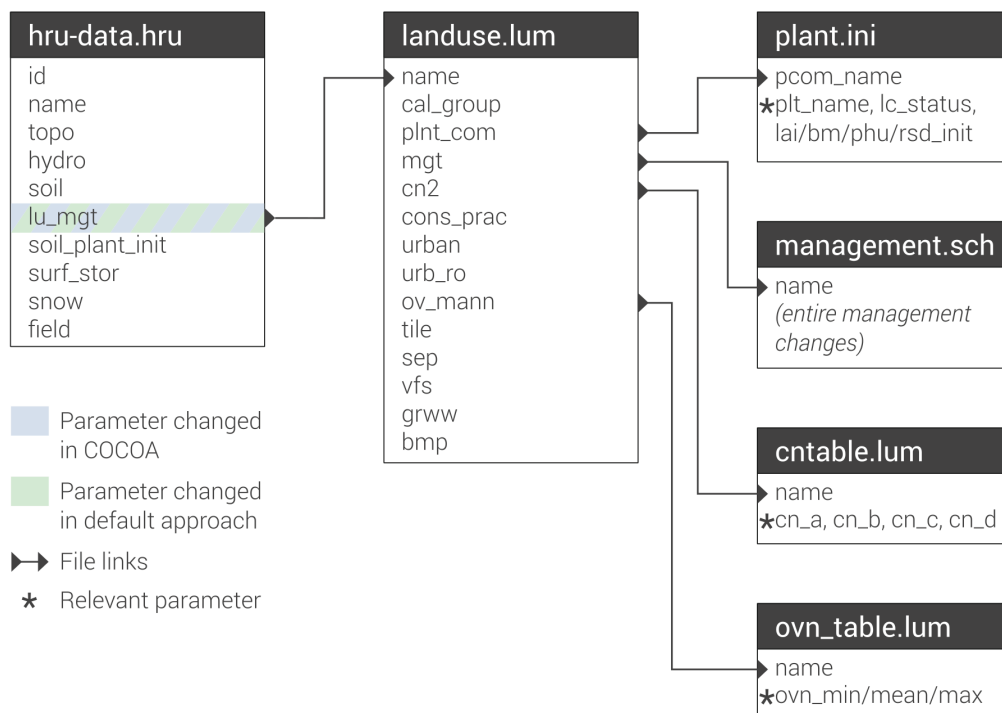 hru-data.hru
id
name
topo
hydro
soil
lu_mgt
soil_plant_init
surf_stor
snow
field
Parameter changed
in COCOA
Parameter changed
in default approach
File links
* Relevant parameter
landuse.lum
name
cal_group
plnt_com
mgt
cn2
cons_prac
urban
urb_ro
ov_mann
tile
sep
vfs
grww
bmp
plant.ini
pcom_name
*plt_name, lc_status,
lai/bm/phu/rsd_init
management.sch
name
(entire management
changes)
cntable.lum
name
*cn_a, cn_b, cn_c, cn_d
ovn_table.lum
name
*ovn_min/mean/max